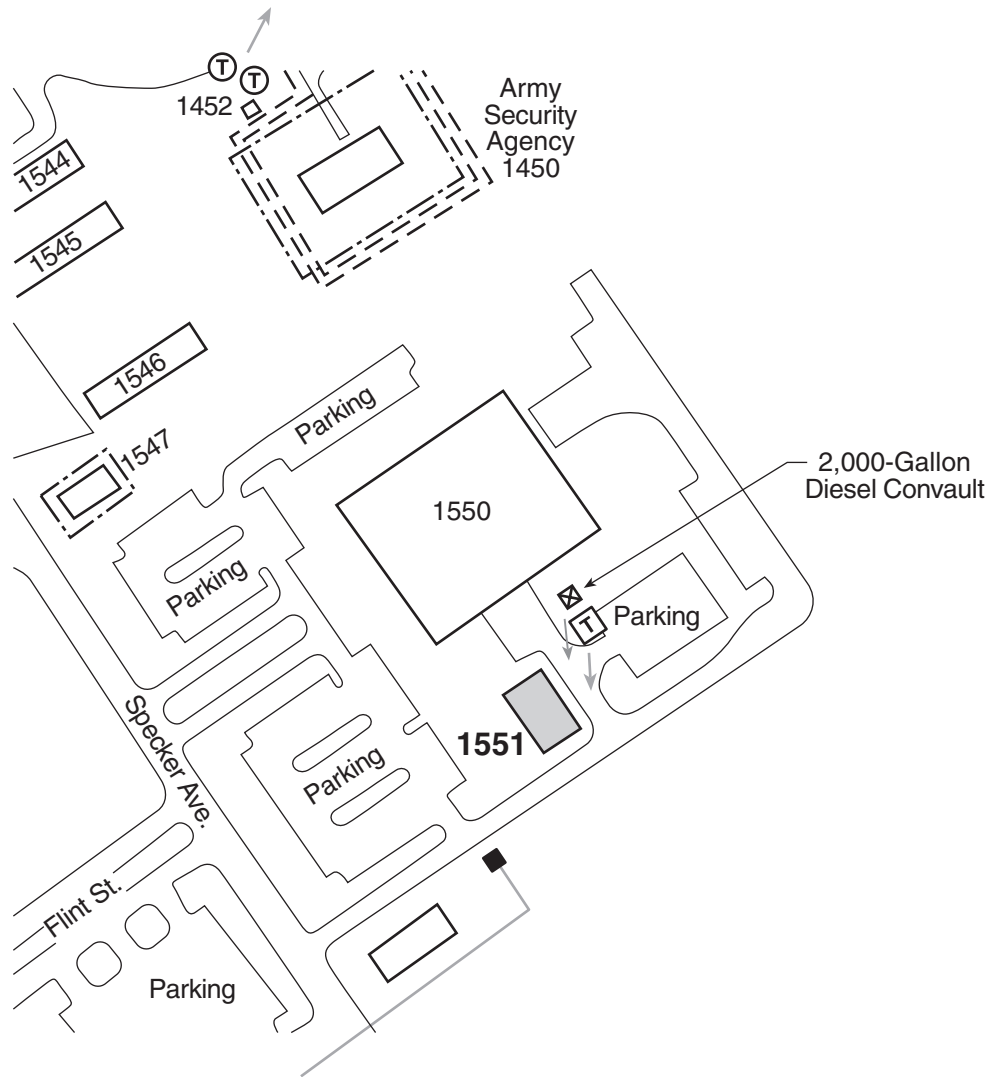 T
T
1452
Army
Security
Agency
1450
1544
1545
1546
1547
Parking
1550
2,000-Gallon
Diesel Convault
Parking
T
Parking
1551
Parking
Specker Ave.
Flint St.
Parking